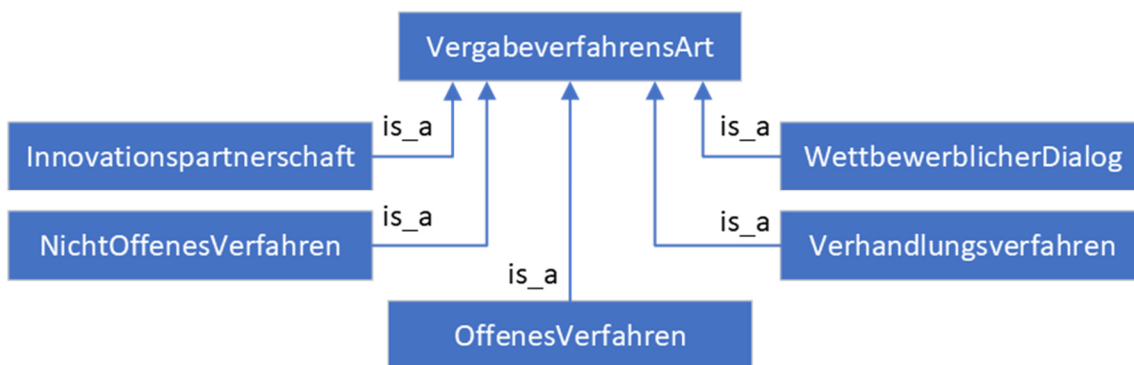 VergabeverfahrensArt
is_a
is_a
Innovationspartnerschaft
WettbewerblicherDialog
is_a
is_a
NichtOffenesVerfahren
Verhandlungsverfahren
is_a
OffenesVerfahren